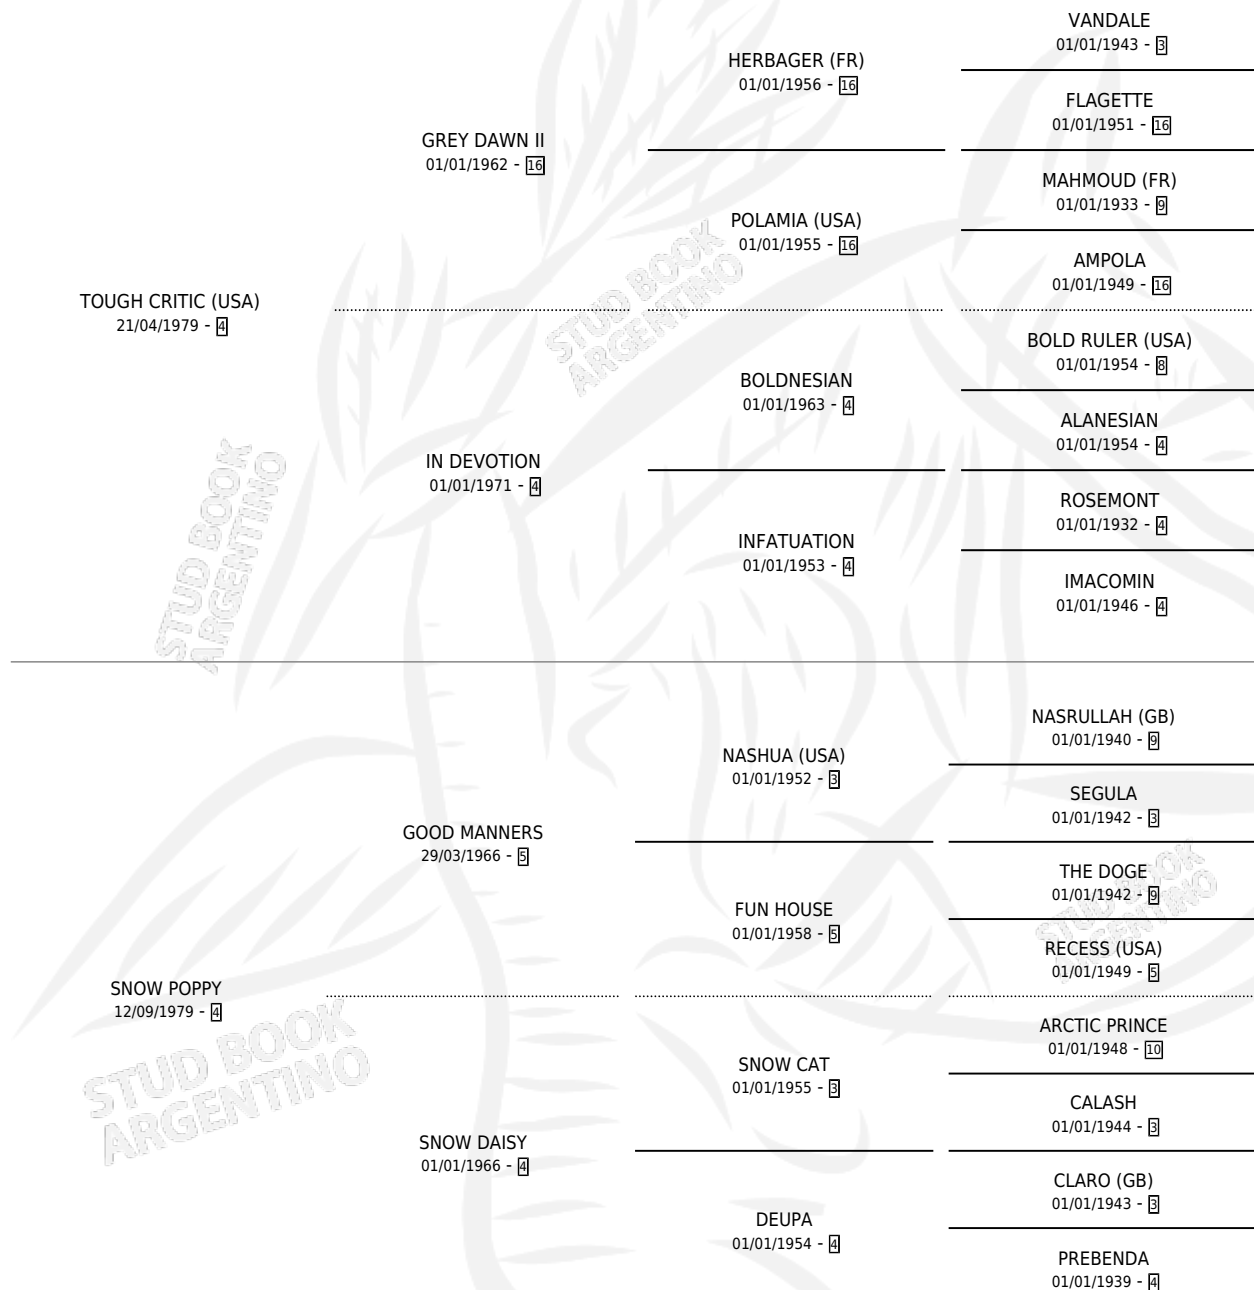 VANDALE
01/01/1943 - 3
HERBAGER (FR)
01/01/1956 - 16
FLAGETTE
01/01/1951 - 16
GREY DAWN II
01/01/1962 - 16
MAHMOUD (FR)
01/01/1933 - 9
POLAMIA (USA)
01/01/1955 - 16
AMPOLA
01/01/1949 - 16
TOUGH CRITIC (USA)
21/04/1979 - 4
BOLD RULER (USA)
01/01/1954 - 8
BOLDNESIAN
01/01/1963 - 4
ALANESIAN
01/01/1954 - 4
IN DEVOTION
01/01/1971 - 4
ROSEMONT
01/01/1932 - 4
INFATUATION
01/01/1953 - 4
IMACOMIN
01/01/1946 - 4
NASRULLAH (GB)
01/01/1940 - 9
NASHUA (USA)
01/01/1952 - 3
SEGULA
01/01/1942 - 3
GOOD MANNERS
29/03/1966 - 5
THE DOGE
01/01/1942 - 9
FUN HOUSE
01/01/1958 - 5
RECESS (USA)
01/01/1949 - 5
SNOW POPPY
12/09/1979 - 4
ARCTIC PRINCE
01/01/1948 - 10
SNOW CAT
01/01/1955 - 3
CALASH
01/01/1944 - 3
SNOW DAISY
01/01/1966 - 4
CLARO (GB)
01/01/1943 - 3
DEUPA
01/01/1954 - 4
PREBENDA
01/01/1939 - 4
STUD BOOK
ARGENTINO
STUD BOOK
ARGENTINO
STUD BOOK
ARGENTINO
STUD BOOK
ARGENTINO